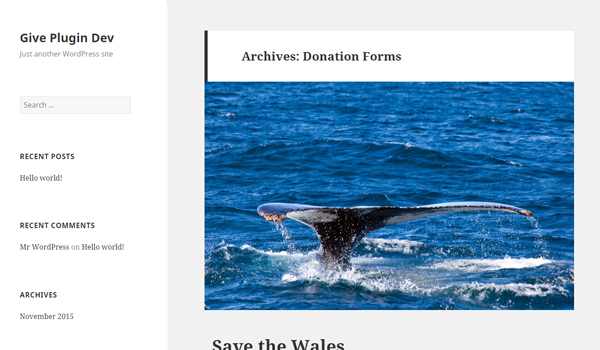 Give Plugin Dev
Just another WordPress site
Search ...
RECENT POSTS
Hello world!
RECENT COMMENTS
Mr WordPress on Hello world!
ARCHIVES
November 2015
Archives: Donation Forms
Save the Wales